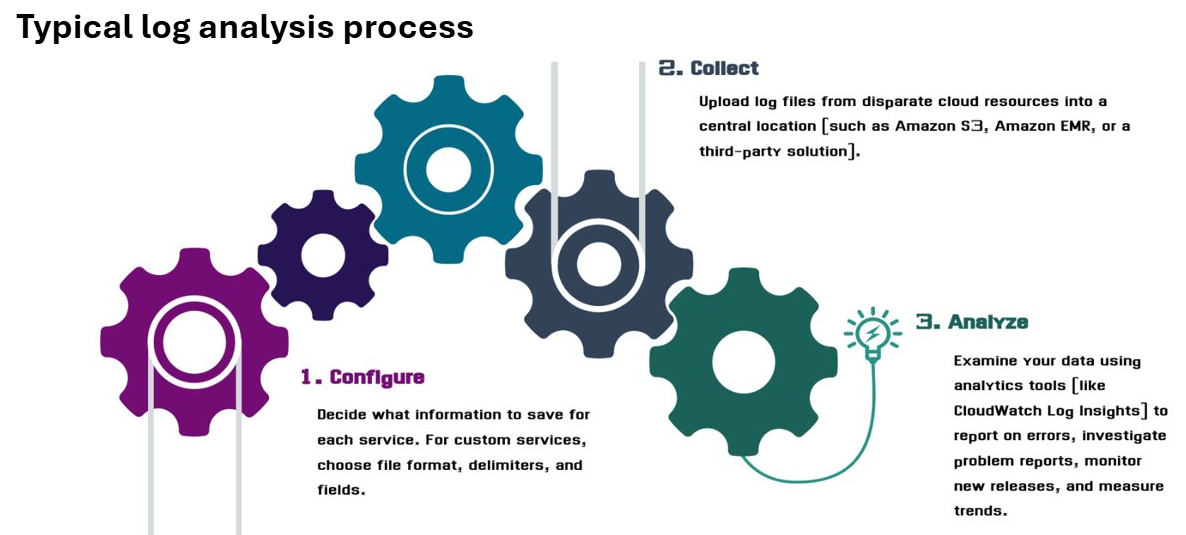 Typical log analysis process
2. Collect
Upload log files from disparate cloud resources into a
central location [such as Amazon S3, Amazon EMR, or a
third-party solution].
1. Configure
Decide what information to save for
each service. For custom services,
choose file format, delimiters, and
fields.
3. Analyze
Examine your data using
analytics tools [like
CloudWatch Log Insights] to
report on errors, investigate
problem reports, monitor
new releases, and measure
trends.